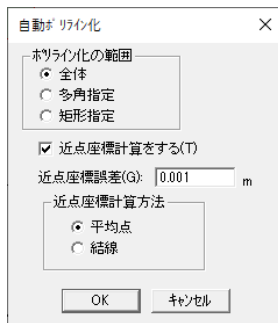 自動ポリライン化
ポリライン化の範囲
全体
多角指定
矩形指定
近点座標計算をする(T)
近点座標誤差(G): 0.001 m
近点座標計算方法
平均点
結線
OK キャンセル